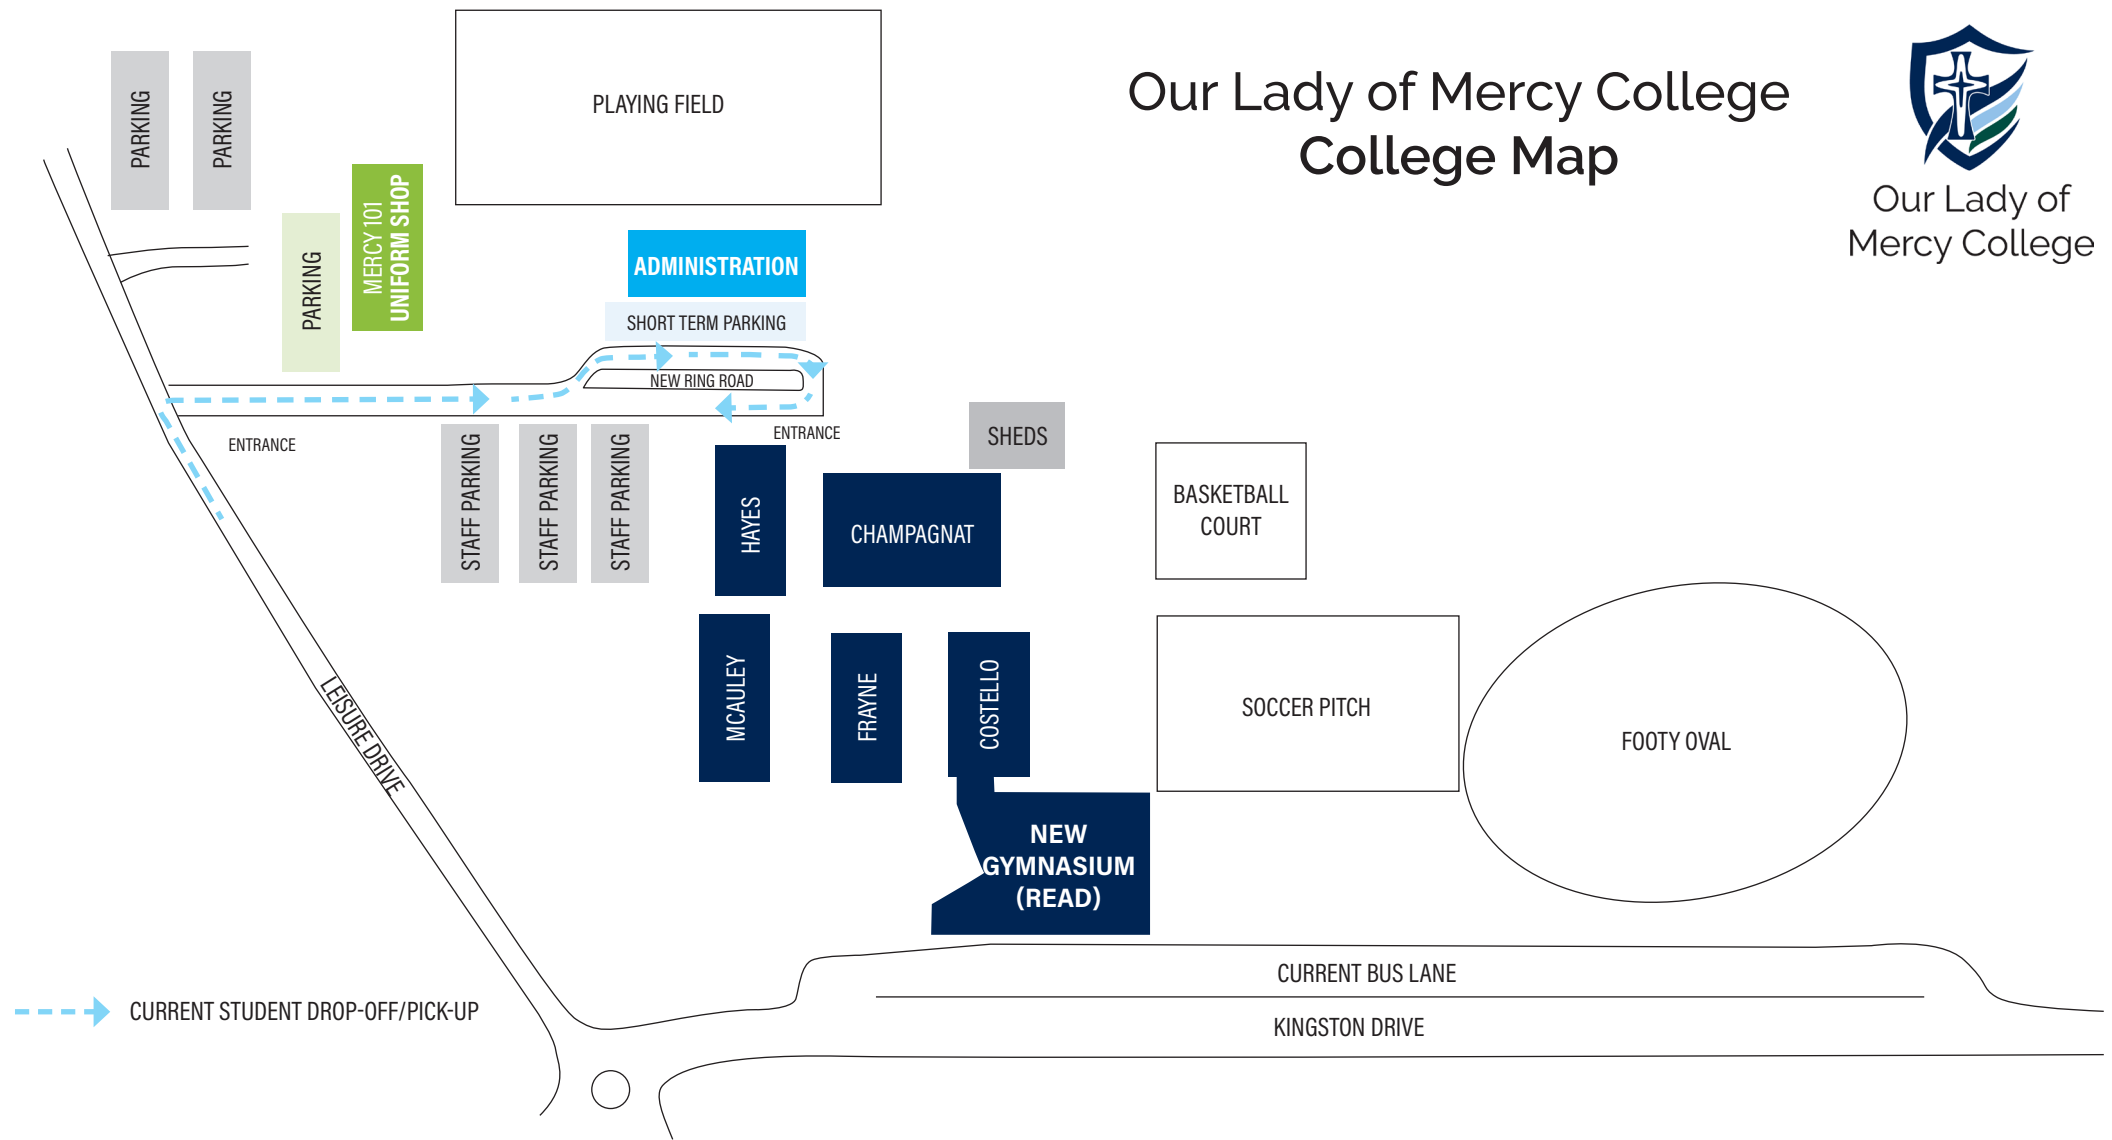 Our Lady of Mercy College
College Map
Our Lady of
Mercy College
PARKING
PARKING
PLAYING FIELD
PARKING
MERCY 101
UNIFORM SHOP
ADMINISTRATION
SHORT TERM PARKING
NEW RING ROAD
ENTRANCE
ENTRANCE
STAFF PARKING
STAFF PARKING
STAFF PARKING
HAYES
CHAMPAGNAT
SHEDS
BASKETBALL
COURT
MCAULEY
FRAYNE
COSTELLO
SOCCER PITCH
FOOTY OVAL
LEISURE DRIVE
NEW
GYMNASIUM
(READ)
CURRENT BUS LANE
KINGSTON DRIVE
CURRENT STUDENT DROP-OFF/PICK-UP